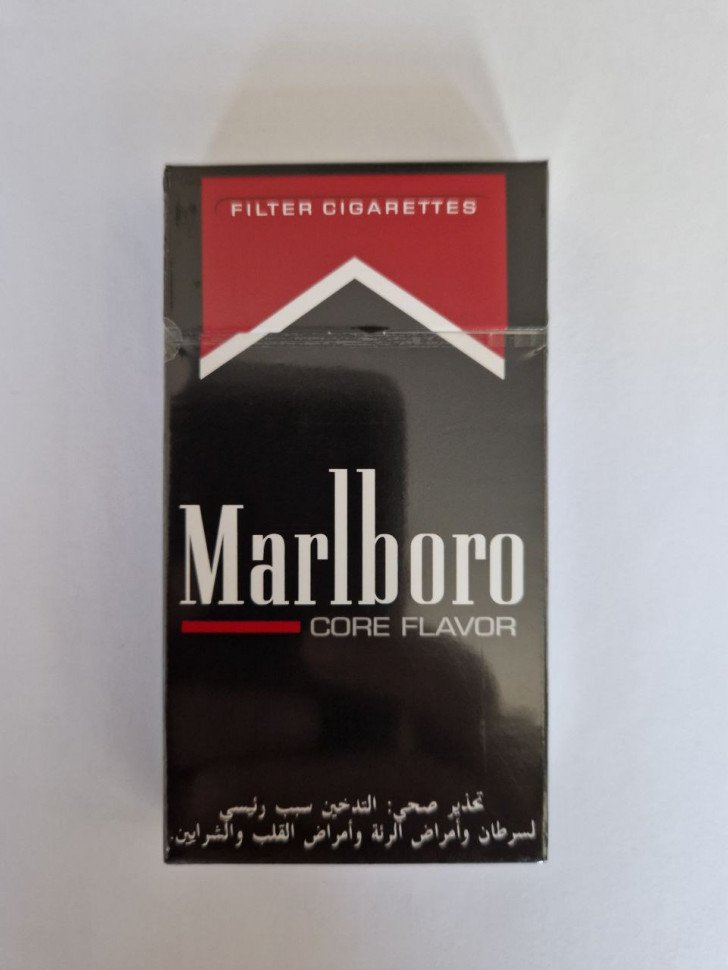 FILTER CIGARETTES
Marlboro
CORE FLAVOR
تحذير صحي: التدخين سبب رئيسي
لسرطان وأمراض الرئة وأمراض القلب والشرايين.